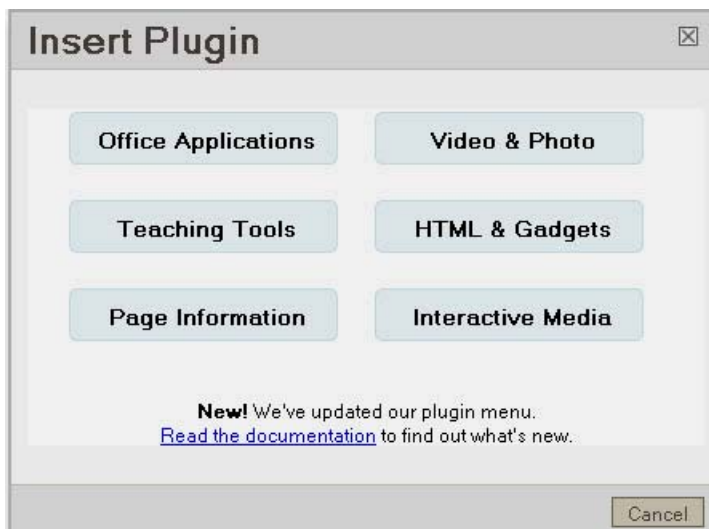 Insert Plugin
Office Applications
Video & Photo
Teaching Tools
HTML & Gadgets
Page Information
Interactive Media
New! We've updated our plugin menu.
Read the documentation to find out what's new.
Cancel